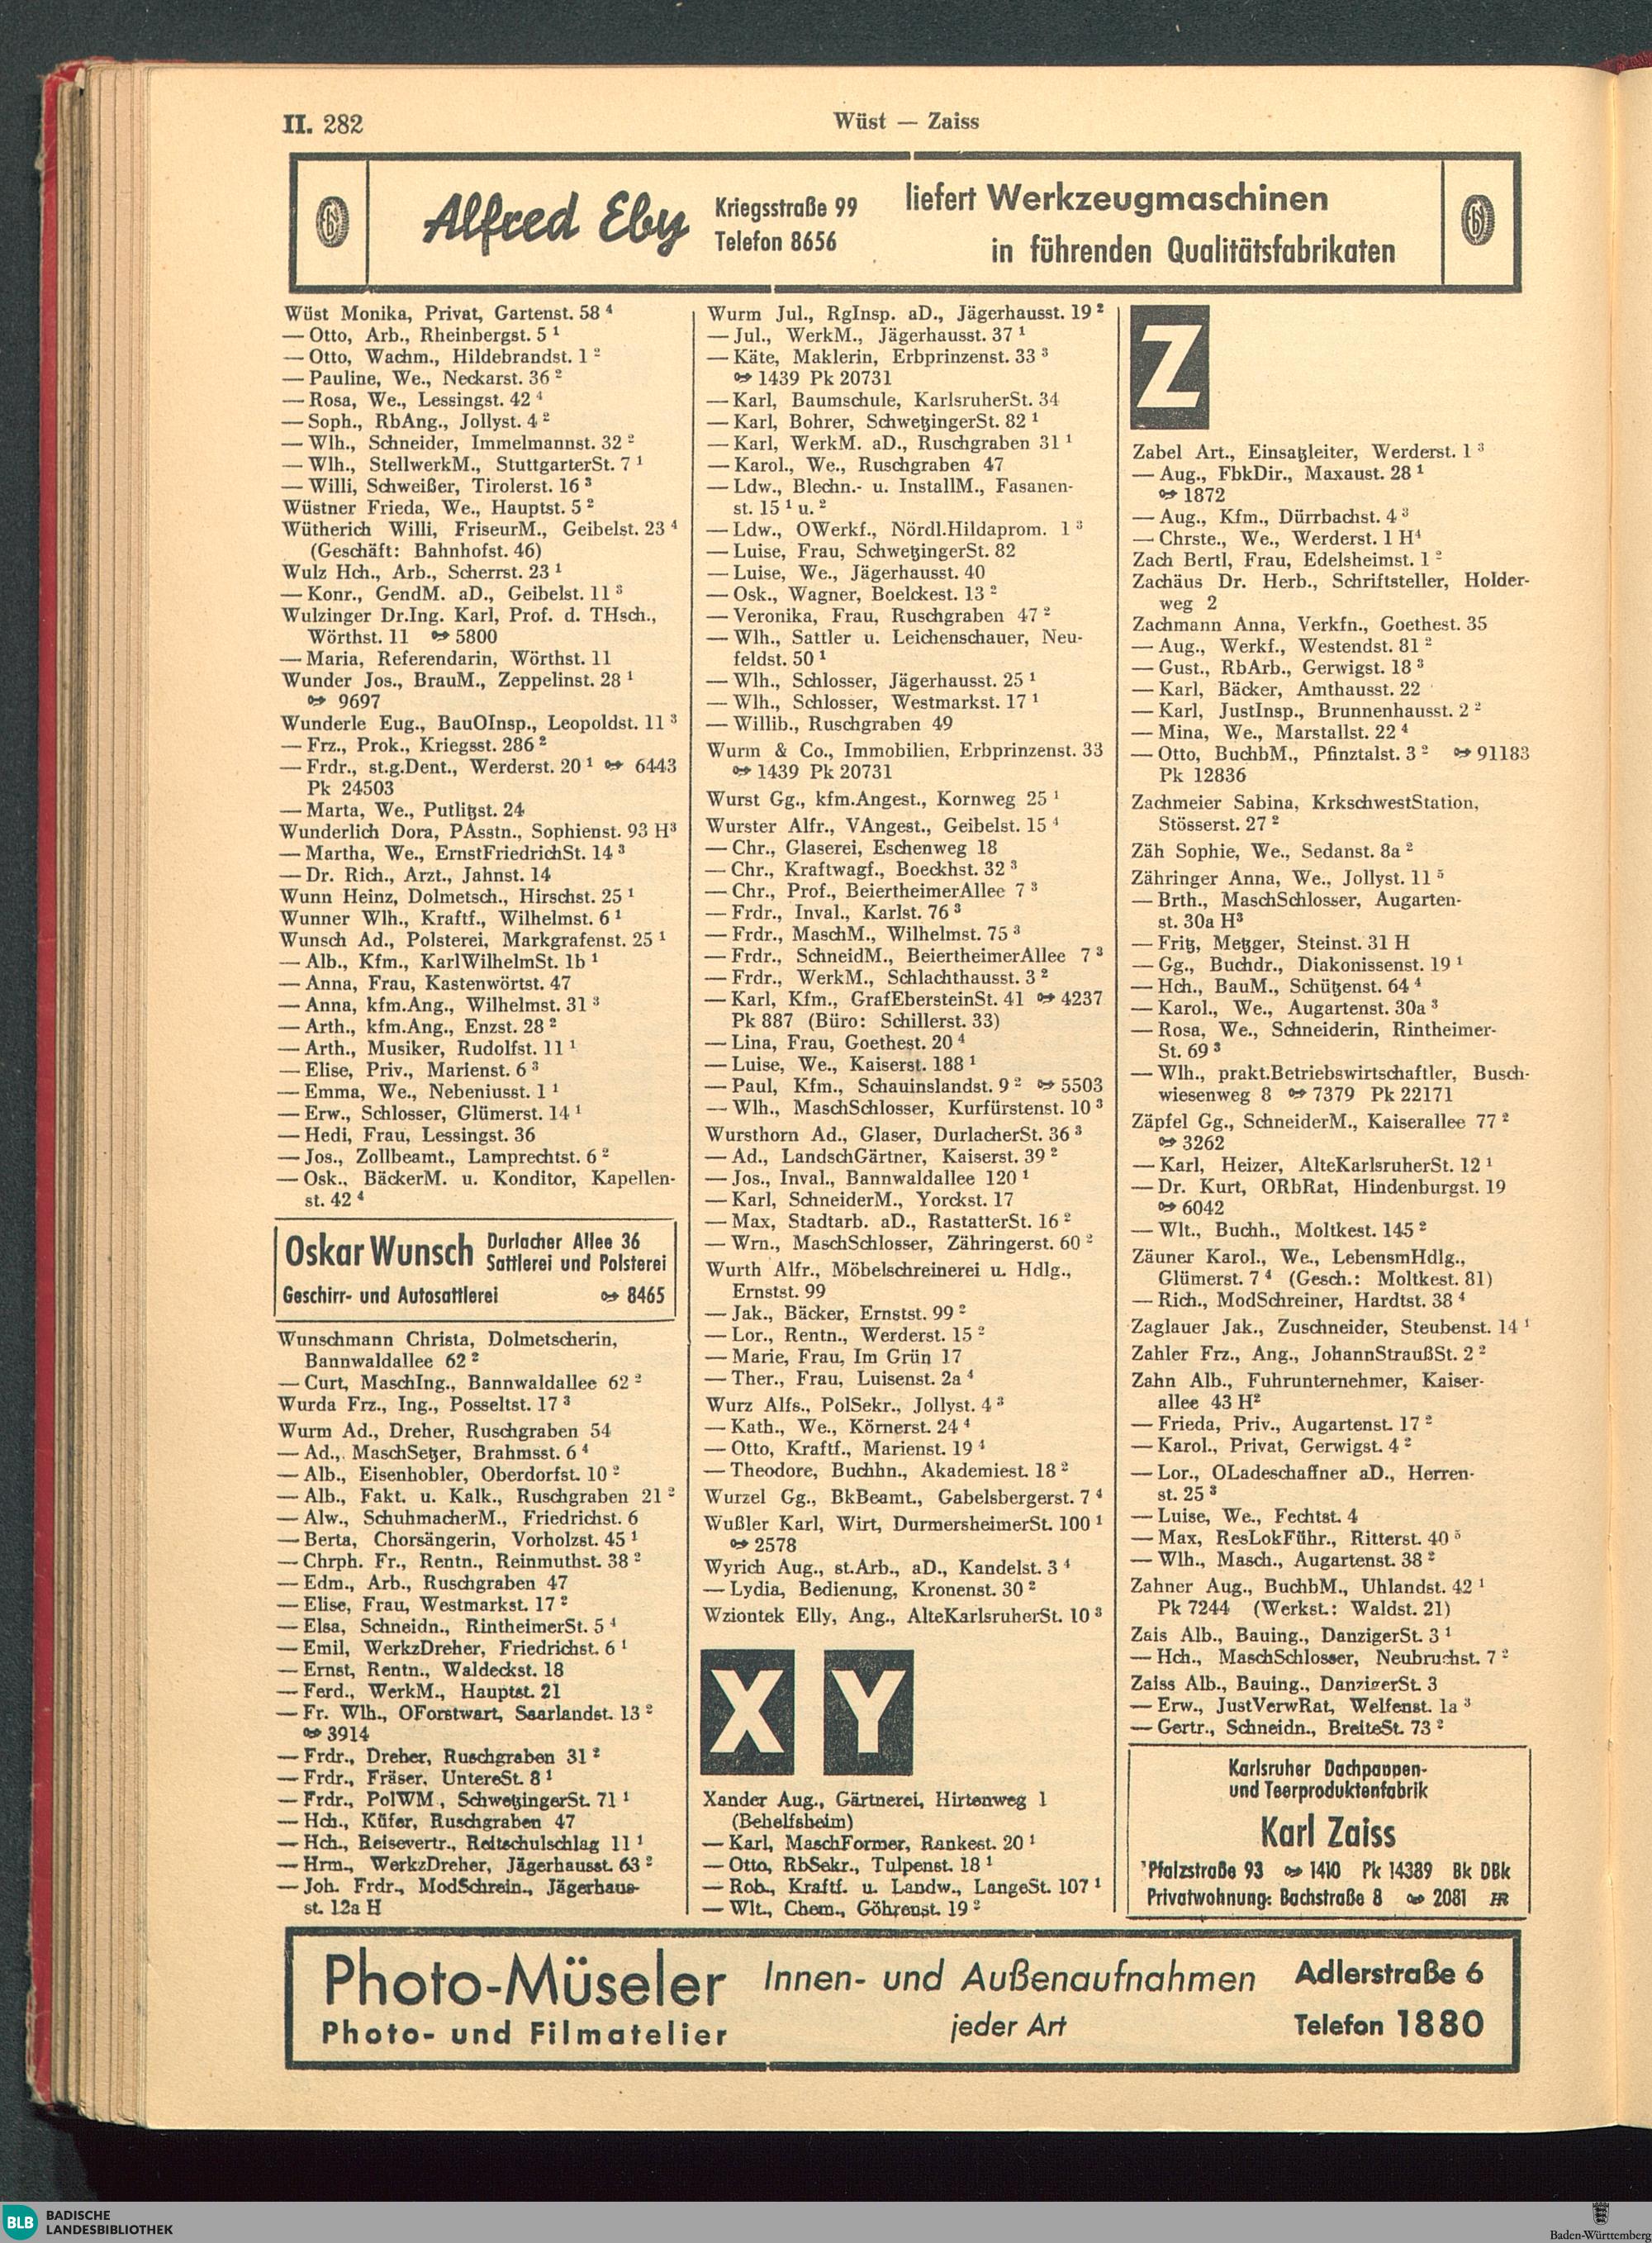 II. 282
Wüst — Zaiss
Alfred Eby
Kriegsstraße 99
Telefon 8656
liefert Werkzeugmaschinen
in führenden Qualitätsfabrikaten
Wüst Monika, Privat, Gartenst. 58 ⁴
— Otto, Arb., Rheinbergst. 5 ¹
— Otto, Wachm., Hildebrandst. 1 ²
— Pauline, We., Neckarst. 36 ²
— Rosa, We., Lessingst. 42 ⁴
— Soph., RbAng., Jollyst. 4 ²
— Wlh., Schneider, Immelmannst. 32 ²
— Wlh., StellwerkM., StuttgarterSt. 7 ¹
— Willi, Schweißer, Tirolerst. 16 ³
Wüstner Frieda, We., Hauptst. 5 ²
Wütherich Willi, FriseurM., Geibelst. 23 ⁴
(Geschäft: Bahnhofst. 46)
Wulz Hch., Arb., Scherrst. 23 ¹
— Konr., GendM. aD., Geibelst. 11 ³
Wulzinger Dr.Ing. Karl, Prof. d. THsch.,
Wörthst. 11 5800
— Maria, Referendarin, Wörthst. 11
Wunder Jos., BrauM., Zeppelinst. 28 ¹
9697
Wunderle Eug., BauOInsp., Leopoldst. 11 ³
— Frz., Prok., Kriegsst. 286 ²
— Frdr., st.g.Dent., Werderst. 20 ¹ 6443
Pk 24503
— Marta, We., Putlitzst. 24
Wunderlich Dora, PAsstn., Sophienst. 93 H³
— Martha, We., ErnstFriedrichSt. 14 ³
— Dr. Rich., Arzt., Jahnst. 14
Wunn Heinz, Dolmetsch., Hirschst. 25 ¹
Wunner Wlh., Kraftf., Wilhelmst. 6 ¹
Wunsch Ad., Polsterei, Markgrafenst. 25 ¹
— Alb., Kfm., KarlWilhelmSt. 1b ¹
— Anna, Frau, Kastenwörtst. 47
— Anna, kfm.Ang., Wilhelmst. 31 ³
— Arth., kfm.Ang., Enzst. 28 ²
— Arth., Musiker, Rudolfst. 11 ¹
— Elise, Priv., Marienst. 6 ³
— Emma, We., Nebeniusst. 1 ¹
— Erw., Schlosser, Glümerst. 14 ¹
— Hedi, Frau, Lessingst. 36
— Jos., Zollbeamt., Lamprechtst. 6 ²
— Osk., BäckerM. u. Konditor, Kapellen-
st. 42 ⁴
Oskar Wunsch
Durlacher Allee 36
Sattlerei und Polsterei
Geschirr- und Autosattlerei 8465
Wunschmann Christa, Dolmetscherin,
Bannwaldallee 62 ²
— Curt, MaschIng., Bannwaldallee 62 ²
Wurda Frz., Ing., Posseltst. 17 ³
Wurm Ad., Dreher, Ruschgraben 54
— Ad., MaschSetzer, Brahmsst. 6 ⁴
— Alb., Eisenhobler, Oberdorfst. 10 ²
— Alb., Fakt. u. Kalk., Ruschgraben 21 ²
— Alw., SchuhmacherM., Friedrichst. 6
— Berta, Chorsängerin, Vorholzst. 45 ¹
— Chrph. Fr., Rentn., Reinmuthst. 38 ²
— Edm., Arb., Ruschgraben 47
— Elise, Frau, Westmarkst. 17 ²
— Elsa, Schneidn., RintheimerSt. 5 ⁴
— Emil, WerkzDreher, Friedrichst. 6 ¹
— Ernst, Rentn., Waldeckst. 18
— Ferd., WerkM., Hauptst. 21
— Fr. Wlh., OForstwart, Saarlandst. 13 ²
3914
— Frdr., Dreher, Ruschgraben 31 ²
— Frdr., Fräser, UntereSt. 8 ¹
— Frdr., PolWM., SchwetzingerSt. 71 ¹
— Hch., Küfer, Ruschgraben 47
— Hch., Reisevertr., Reitschulschlag 11 ¹
— Hrm., WerkzDreher, Jägerhausst. 63 ²
— Joh. Frdr., ModSchrein., Jägerhaus-
st. 12a H
Wurm Jul., RgInsp. aD., Jägerhausst. 19 ²
— Jul., WerkM., Jägerhausst. 37 ¹
— Käte, Maklerin, Erbprinzenst. 33 ³
1439 Pk 20731
— Karl, Baumschule, KarlsruherSt. 34
— Karl, Bohrer, SchwetzingerSt. 82 ¹
— Karl, WerkM. aD., Ruschgraben 31 ¹
— Karol., We., Ruschgraben 47
— Ldw., Blechn.- u. InstallM., Fasanen-
st. 15 ¹ u. ²
— Ldw., OWerkf., Nördl.Hildaprom. 1 ³
— Luise, Frau, SchwetzingerSt. 82
— Luise, We., Jägerhausst. 40
— Osk., Wagner, Boelckest. 13 ²
— Veronika, Frau, Ruschgraben 47 ²
— Wlh., Sattler u. Leichenschauer, Neu-
feldst. 50 ¹
— Wlh., Schlosser, Jägerhausst. 25 ¹
— Wlh., Schlosser, Westmarkst. 17 ¹
— Willib., Ruschgraben 49
Wurm & Co., Immobilien, Erbprinzenst. 33
1439 Pk 20731
Wurst Gg., kfm.Angest., Kornweg 25 ¹
Wurster Alfr., VAngest., Geibelst. 15 ⁴
— Chr., Glaserei, Eschenweg 18
— Chr., Kraftwagf., Boeckhst. 32 ³
— Chr., Prof., BeiertheimerAllee 7 ³
— Frdr., Inval., Karlst. 76 ³
— Frdr., MaschM., Wilhelmst. 75 ³
— Frdr., SchneidM., BeiertheimerAllee 7 ³
— Frdr., WerkM., Schlachthausst. 3 ²
— Karl, Kfm., GrafEbersteinSt. 41 4237
Pk 887 (Büro: Schillerst. 33)
— Lina, Frau, Goethest. 20 ⁴
— Luise, We., Kaiserst. 188 ¹
— Paul, Kfm., Schauinslandst. 9 ² 5503
— Wlh., MaschSchlosser, Kurfürstenst. 10 ³
Wursthorn Ad., Glaser, DurlacherSt. 36 ³
— Ad., LandschGärtner, Kaiserst. 39 ²
— Jos., Inval., Bannwaldallee 120 ¹
— Karl, SchneiderM., Yorckst. 17
— Max, Stadtarb. aD., RastatterSt. 16 ²
— Wrn., MaschSchlosser, Zähringerst. 60 ²
Wurth Alfr., Möbelschreinerei u. Hdlg.,
Ernstst. 99
— Jak., Bäcker, Ernstst. 99 ²
— Lor., Rentn., Werderst. 15 ²
— Marie, Frau, Im Grün 17
— Ther., Frau, Luisenst. 2a ⁴
Wurz Alfs., PolSekr., Jollyst. 4 ³
— Kath., We., Körnerst. 24 ⁴
— Otto, Kraftf., Marienst. 19 ⁴
— Theodore, Buchhn., Akademiest. 18 ²
Wurzel Gg., BkBeamt., Gabelsbergerst. 7 ⁴
Wußler Karl, Wirt, DurmersheimerSt. 100 ¹
2578
Wyrich Aug., st.Arb., aD., Kandelst. 3 ⁴
— Lydia, Bedienung, Kronenst. 30 ²
Wziontek Elly, Ang., AlteKarlsruherSt. 10 ³
X Y
Xander Aug., Gärtnerei, Hirtenweg 1
(Behelfsheim)
— Karl, MaschFormer, Rankest. 20 ¹
— Otto, RbSekr., Tulpenst. 18 ¹
— Rob., Kraftf. u. Landw., LangeSt. 107 ¹
— Wlt., Chem., Göhrenst. 19 ²
Z
Zabel Art., Einsatzleiter, Werderst. 1 ³
— Aug., FbkDir., Maxaust. 28 ¹
1872
— Aug., Kfm., Dürrbachst. 4 ³
— Chrste., We., Werderst. 1 H⁴
Zach Bertl, Frau, Edelsheimst. 1 ²
Zachäus Dr. Herb., Schriftsteller, Holder-
weg 2
Zachmann Anna, Verkfn., Goethest. 35
— Aug., Werkf., Westendst. 81 ²
— Gust., RbArb., Gerwigst. 18 ³
— Karl, Bäcker, Amthausst. 22
— Karl, JustInsp., Brunnenhausst. 2 ²
— Mina, We., Marstallst. 22 ⁴
— Otto, BuchbM., Pfinztalst. 3 ² 91183
Pk 12836
Zachmeier Sabina, KrkschwestStation,
Stösserst. 27 ²
Zäh Sophie, We., Sedanst. 8a ²
Zähringer Anna, We., Jollyst. 11 ⁵
— Brth., MaschSchlosser, Augarten-
st. 30a H³
— Fritz, Metzger, Steinst. 31 H
— Gg., Buchdr., Diakonissenst. 19 ¹
— Hch., BauM., Schützenst. 64 ⁴
— Karol., We., Augartenst. 30a ³
— Rosa, We., Schneiderin, Rintheimer-
St. 69 ³
— Wlh., prakt.Betriebswirtschaftler, Busch-
wiesenweg 8 7379 Pk 22171
Zäpfel Gg., SchneiderM., Kaiserallee 77 ²
3262
— Karl, Heizer, AlteKarlsruherSt. 12 ¹
— Dr. Kurt, ORbRat, Hindenburgst. 19
6042
— Wlt., Buchh., Moltkest. 145 ²
Zäuner Karol., We., LebensmHdlg.,
Glümerst. 7 ⁴ (Gesch.: Moltkest. 81)
— Rich., ModSchreiner, Hardtst. 38 ⁴
Zaglauer Jak., Zuschneider, Steubenst. 14 ¹
Zahler Frz., Ang., JohannStraußSt. 2 ²
Zahn Alb., Fuhrunternehmer, Kaiser-
allee 43 H²
— Frieda, Priv., Augartenst. 17 ²
— Karol., Privat, Gerwigst. 4 ²
— Lor., OLadeschaffner aD., Herren-
st. 25 ³
— Luise, We., Fechtst. 4
— Max, ResLokFühr., Ritterst. 40 ⁵
— Wlh., Masch., Augartenst. 38 ²
Zahner Aug., BuchbM., Uhlandst. 42 ¹
Pk 7244 (Werkst.: Waldst. 21)
Zais Alb., Bauing., DanzigerSt. 3 ¹
— Hch., MaschSchlosser, Neubruchst. 7 ²
Zaiss Alb., Bauing., DanzigerSt. 3
— Erw., JustVerwRat, Welfenst. 1a ³
— Gertr., Schneidn., BreiteSt. 73 ²
Karlsruher Dachpappen-
und Teerproduktenfabrik
Karl Zaiss
Pfalzstraße 93 1410 Pk 14389 Bk DBk
Privatwohnung: Bachstraße 8 2081 HR
Photo-Müseler
Photo- und Filmatelier
Innen- und Außenaufnahmen
jeder Art
Adlerstraße 6
Telefon 1880
BLB BADISCHE
LANDESBIBLIOTHEK
Baden-Württemberg